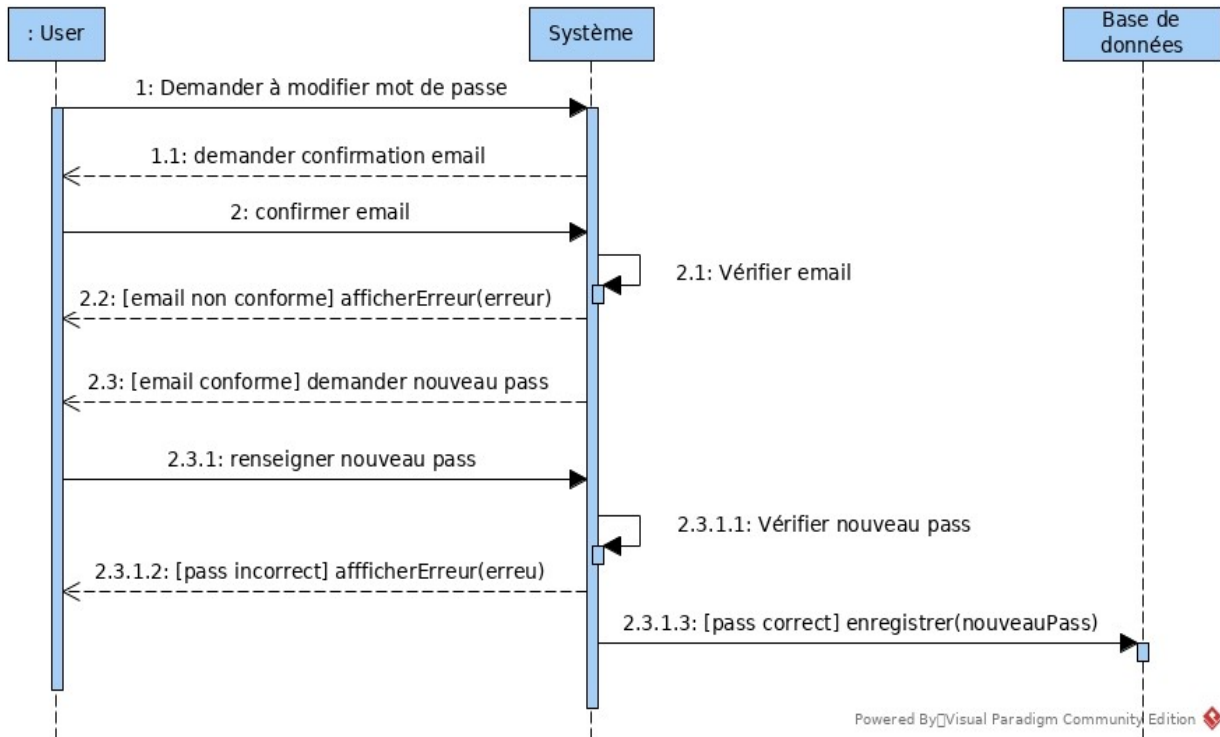 : User
Système
Base de
données
1: Demander à modifier mot de passe
1.1: demander confirmation email
2: confirmer email
2.1: Vérifier email
2.2: [email non conforme] afficherErreur(erreur)
2.3: [email conforme] demander nouveau pass
2.3.1: renseigner nouveau pass
2.3.1.1: Vérifier nouveau pass
2.3.1.2: [pass incorrect] affficherErreur(erreu)
2.3.1.3: [pass correct] enregistrer(nouveauPass)
Powered By▯Visual Paradigm Community Edition